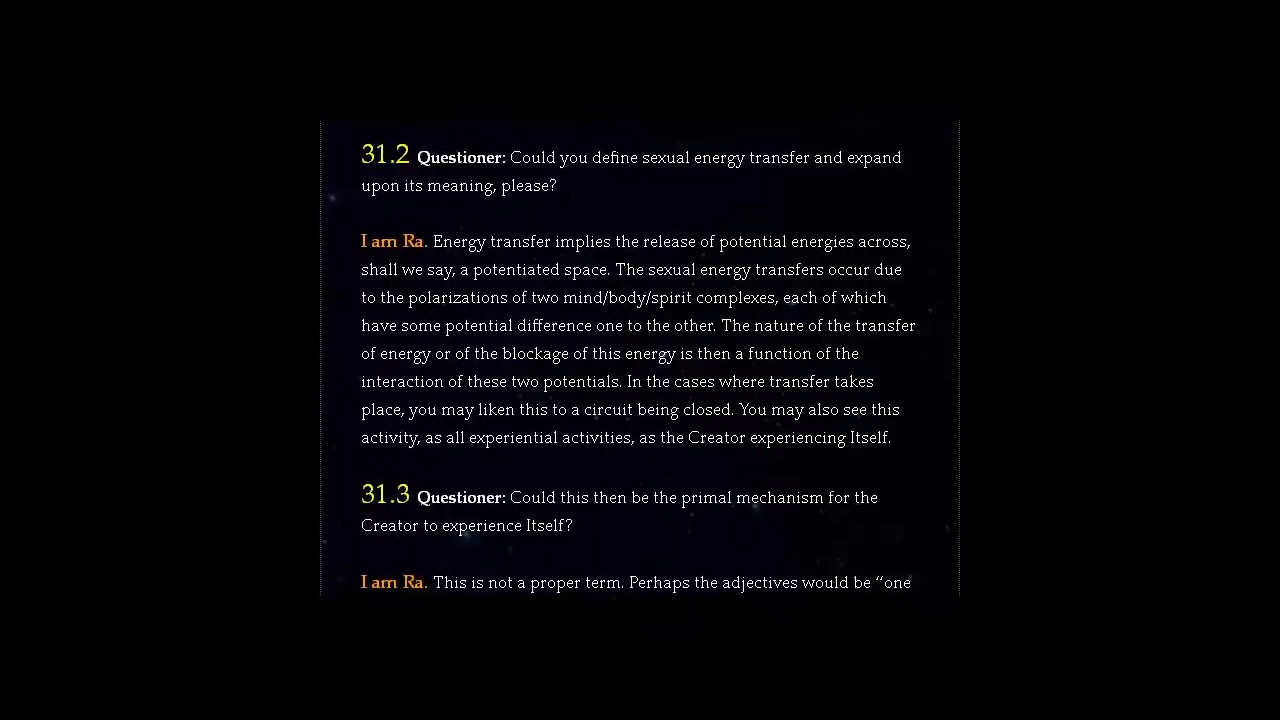 31.2 Questioner: Could you define sexual energy transfer and expand
upon its meaning, please?
I am Ra. Energy transfer implies the release of potential energies across,
shall we say, a potentiated space. The sexual energy transfers occur due
to the polarizations of two mind/body/spirit complexes, each of which
have some potential difference one to the other. The nature of the transfer
of energy or of the blockage of this energy is then a function of the
interaction of these two potentials. In the cases where transfer takes
place, you may liken this to a circuit being closed. You may also see this
activity, as all experiential activities, as the Creator experiencing Itself.
31.3 Questioner: Could this then be the primal mechanism for the
Creator to experience Itself?
I am Ra. This is not a proper term. Perhaps the adjectives would be “one